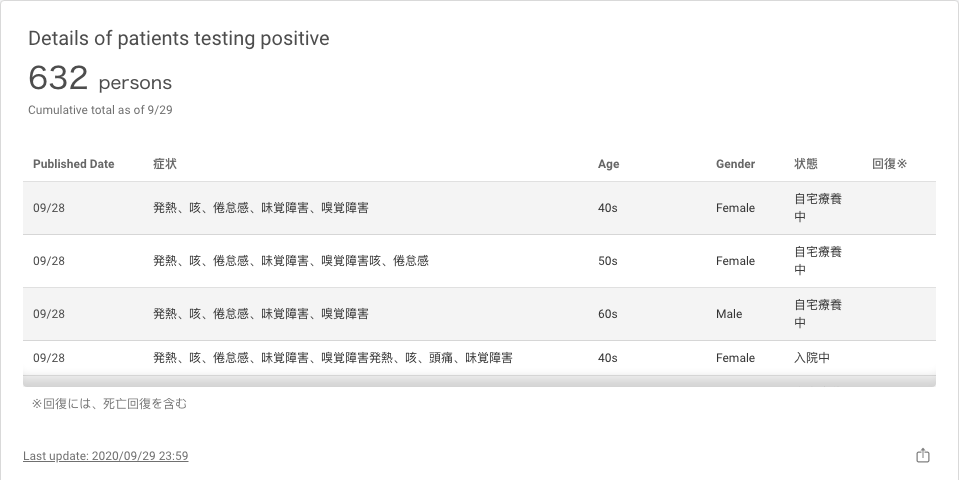 Details of patients testing positive
632 persons
Cumulative total as of 9/29
Published Date 症状 Age Gender 状態 回復※
09/28 発熱、咳、倦怠感、味覚障害、嗅覚障害 40s Female 自宅療養
中
09/28 発熱、咳、倦怠感、味覚障害、嗅覚障害咳、倦怠感 50s Female 自宅療養
中
09/28 発熱、咳、倦怠感、味覚障害、嗅覚障害 60s Male 自宅療養
中
09/28 発熱、咳、倦怠感、味覚障害、嗅覚障害発熱、咳、頭痛、味覚障害 40s Female 入院中
※回復には、死亡回復を含む
Last update: 2020/09/29 23:59